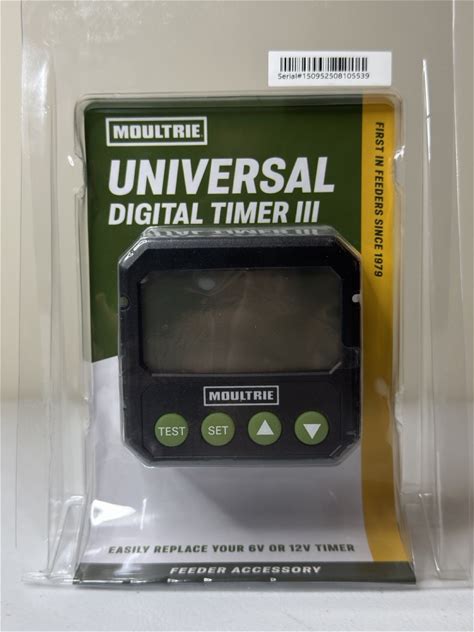 Serial#150952508105539
MOULTRIE
UNIVERSAL
DIGITAL TIMER III
FIRST IN FEEDERS SINCE 1979
MOULTRIE
TEST
SET
EASILY REPLACE YOUR 6V OR 12V TIMER
FEEDER ACCESSORY